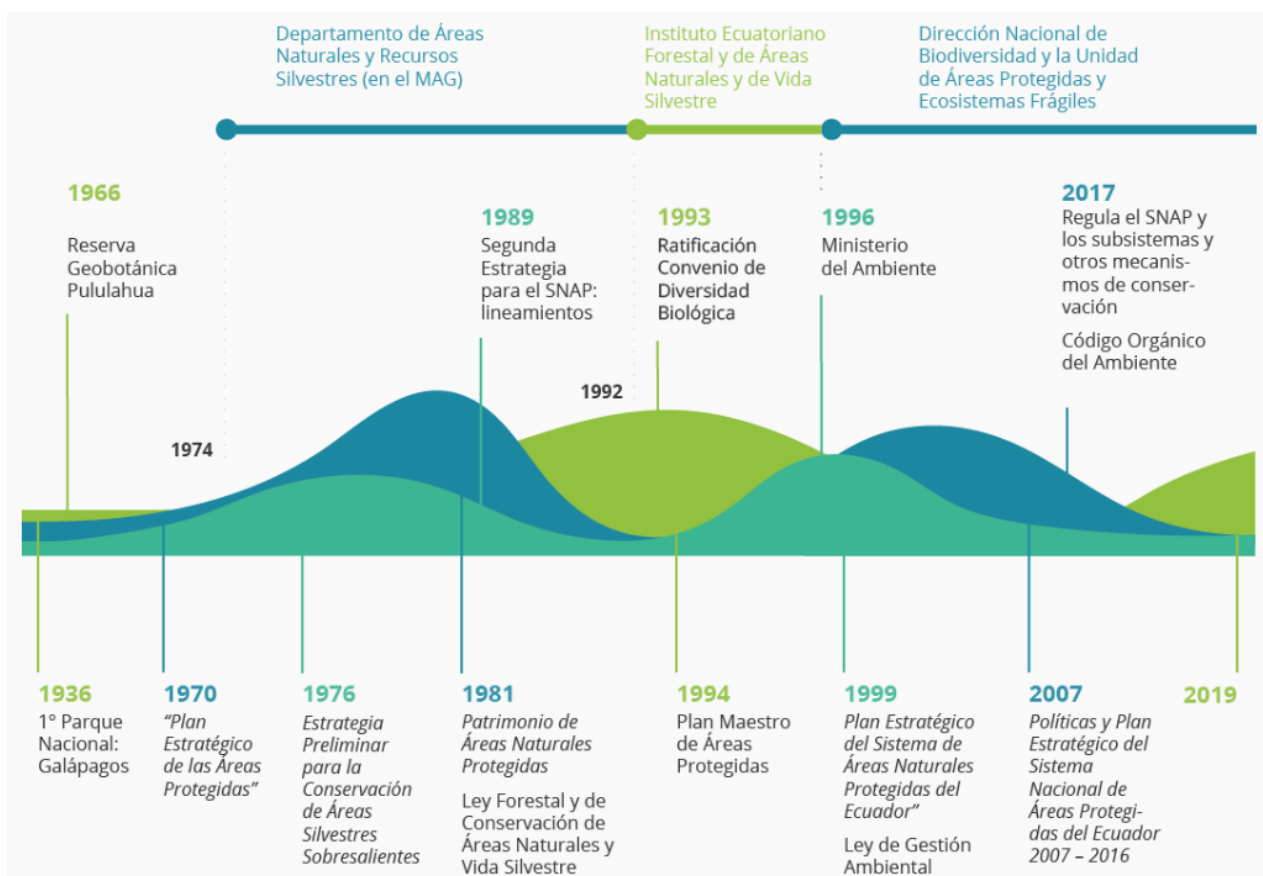 Departamento de Áreas
Naturales y Recursos
Silvestres (en el MAG)
Instituto Ecuatoriano
Forestal y de Áreas
Naturales y de Vida
Silvestre
Dirección Nacional de
Biodiversidad y la Unidad
de Áreas Protegidas y
Ecosistemas Frágiles
1966
Reserva
Geobotánica
Pululahua
1989
Segunda
Estrategia
para el SNAP:
lineamientos
1993
Ratificación
Convenio de
Diversidad
Biológica
1996
Ministerio
del Ambiente
2017
Regula el SNAP y
los subsistemas y
otros mecanis-
mos de conser-
vación
Código Orgánico
del Ambiente
1974
1992
1936
1° Parque
Nacional:
Galápagos
1970
“Plan
Estratégico
de las Áreas
Protegidas”
1976
Estrategia
Preliminar
para la
Conservación
de Áreas
Silvestres
Sobresalientes
1981
Patrimonio de
Áreas Naturales
Protegidas
Ley Forestal y de
Conservación de
Áreas Naturales y
Vida Silvestre
1994
Plan Maestro
de Áreas
Protegidas
1999
Plan Estratégico
del Sistema de
Áreas Naturales
Protegidas del
Ecuador”
Ley de Gestión
Ambiental
2007
Políticas y Plan
Estratégico del
Sistema
Nacional de
Áreas Protegi-
das del Ecuador
2007 – 2016
2019